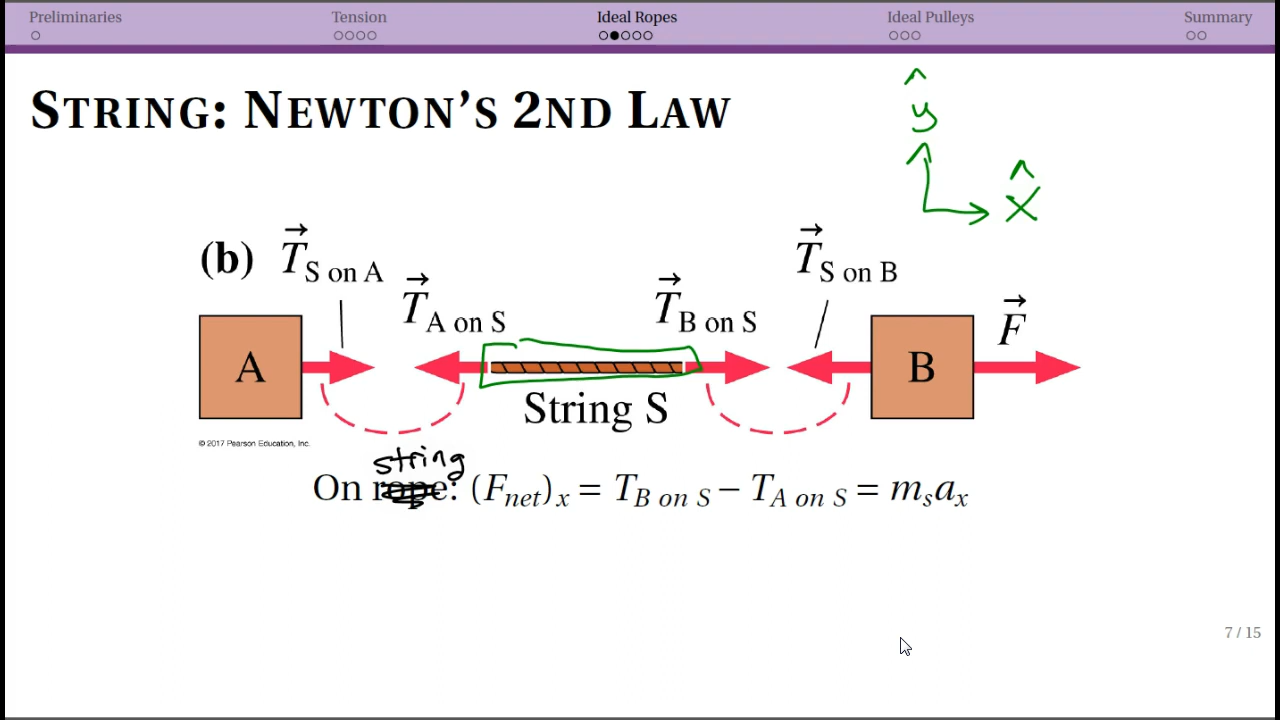 Preliminaries Tension Ideal Ropes Ideal Pulleys Summary
STRING: NEWTON'S 2ND LAW
ŷ
x̂
(b) T⃗ S on A
T⃗ A on S
T⃗ B on S
T⃗ S on B
F⃗
A
B
String S
© 2017 Pearson Education, Inc.
string
On rope: (Fnet)x = TB on S − TA on S = msax
7 / 15